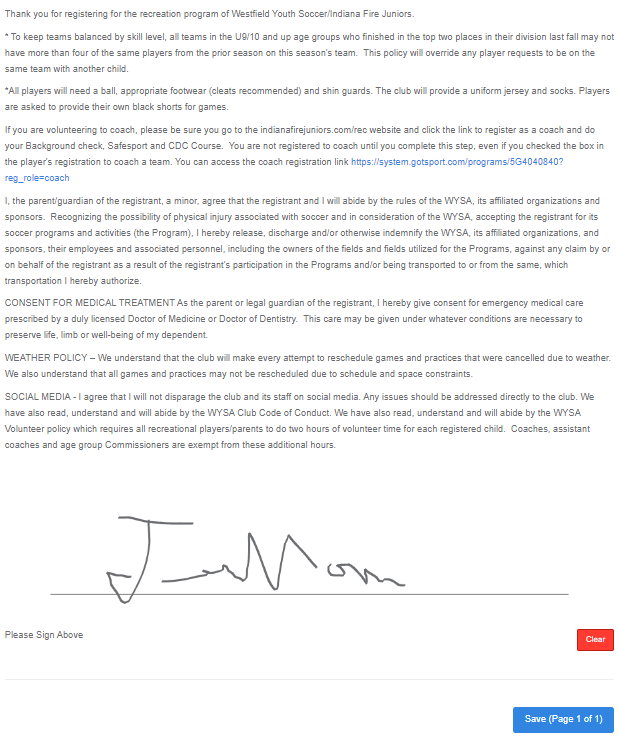 Thank you for registering for the recreation program of Westfield Youth Soccer/Indiana Fire Juniors.
* To keep teams balanced by skill level, all teams in the U9/10 and up age groups who finished in the top two places in their division last fall may not
have more than four of the same players from the prior season on this season's team.  This policy will override any player requests to be on the
same team with another child.
*All players will need a ball, appropriate footwear (cleats recommended) and shin guards. The club will provide a uniform jersey and socks. Players
are asked to provide their own black shorts for games.
If you are volunteering to coach, please be sure you go to the indianafirejuniors.com/rec website and click the link to register as a coach and do
your Background check, Safesport and CDC Course.  You are not registered to coach until you complete this step, even if you checked the box in
the player's registration to coach a team. You can access the coach registration link https://system.gotsport.com/programs/5G4040840?
reg_role=coach
I, the parent/guardian of the registrant, a minor, agree that the registrant and I will abide by the rules of the WYSA, its affiliated organizations and
sponsors.  Recognizing the possibility of physical injury associated with soccer and in consideration of the WYSA, accepting the registrant for its
soccer programs and activities (the Program), I hereby release, discharge and/or otherwise indemnify the WYSA, its affiliated organizations, and
sponsors, their employees and associated personnel, including the owners of the fields and fields utilized for the Programs, against any claim by or
on behalf of the registrant as a result of the registrant's participation in the Programs and/or being transported to or from the same, which
transportation I hereby authorize.
CONSENT FOR MEDICAL TREATMENT As the parent or legal guardian of the registrant, I hereby give consent for emergency medical care
prescribed by a duly licensed Doctor of Medicine or Doctor of Dentistry.  This care may be given under whatever conditions are necessary to
preserve life, limb or well-being of my dependent.
WEATHER POLICY – We understand that the club will make every attempt to reschedule games and practices that were cancelled due to weather.
We also understand that all games and practices may not be rescheduled due to schedule and space constraints.
SOCIAL MEDIA - I agree that I will not disparage the club and its staff on social media. Any issues should be addressed directly to the club. We
have also read, understand and will abide by the WYSA Club Code of Conduct. We have also read, understand and will abide by the WYSA
Volunteer policy which requires all recreational players/parents to do two hours of volunteer time for each registered child.  Coaches, assistant
coaches and age group Commissioners are exempt from these additional hours.
Please Sign Above
Clear
Save (Page 1 of 1)